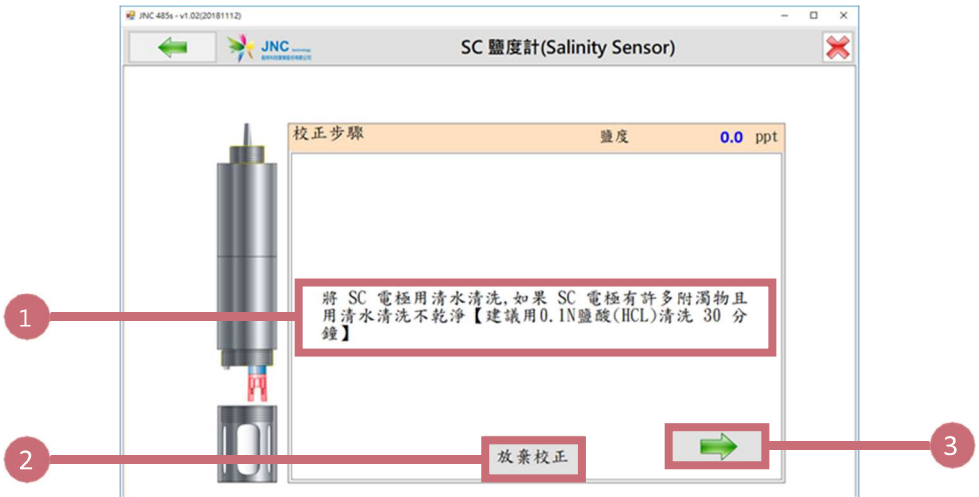 JNC 485s - v1.02(20181112)
JNC
SC 鹽度計(Salinity Sensor)
校正步驟 鹽度 0.0 ppt
將 SC 電極用清水清洗,如果 SC 電極有許多附濁物且
用清水清洗不乾淨【建議用0.1N鹽酸(HCL)清洗 30 分
鐘】
1
放棄校正
2
3